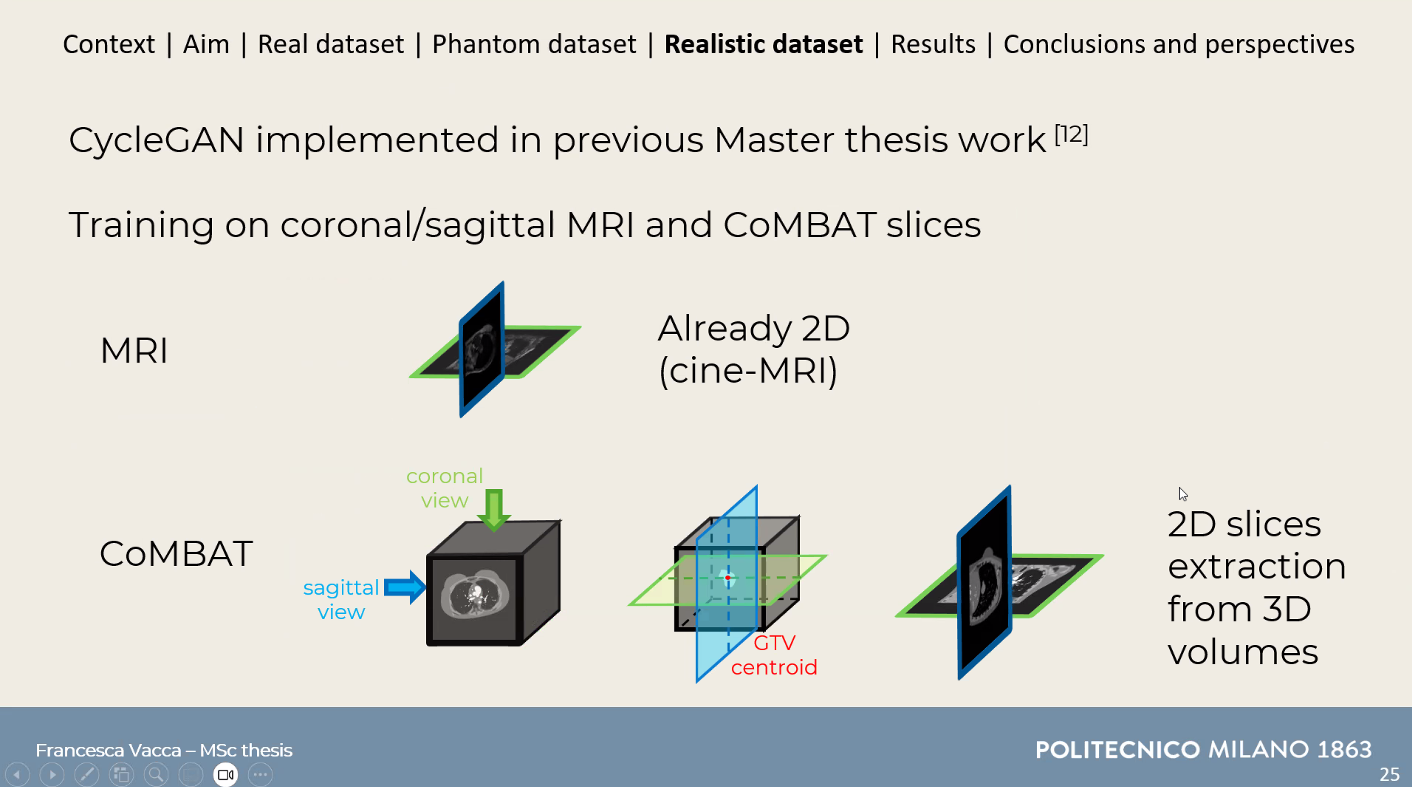 Context | Aim | Real dataset | Phantom dataset | Realistic dataset | Results | Conclusions and perspectives
CycleGAN implemented in previous Master thesis work [12]
Training on coronal/sagittal MRI and CoMBAT slices
MRI
Already 2D
(cine-MRI)
CoMBAT
coronal
view
sagittal
view
GTV
centroid
2D slices
extraction
from 3D
volumes
Francesca Vacca – MSc thesis
POLITECNICO MILANO 1863
25